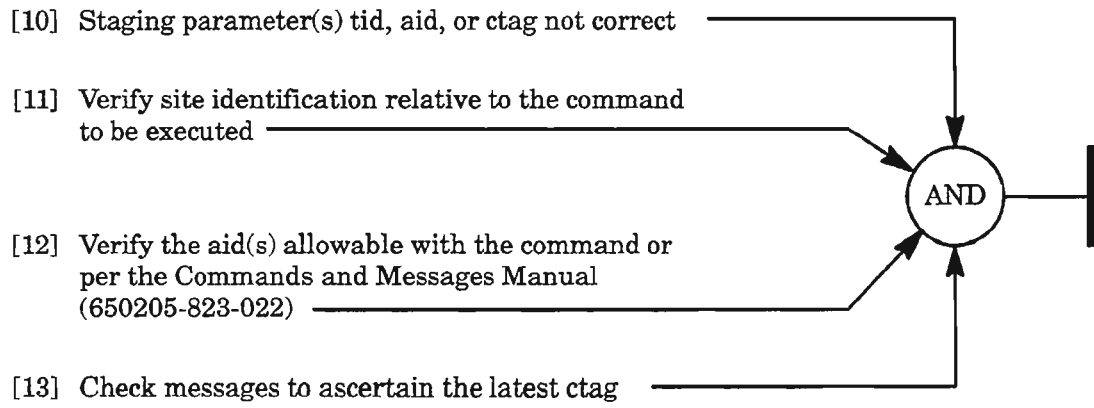 [10] Staging parameter(s) tid, aid, or ctag not correct
[11] Verify site identification relative to the command
to be executed
AND
[12] Verify the aid(s) allowable with the command or
per the Commands and Messages Manual
(650205-823-022)
[13] Check messages to ascertain the latest ctag